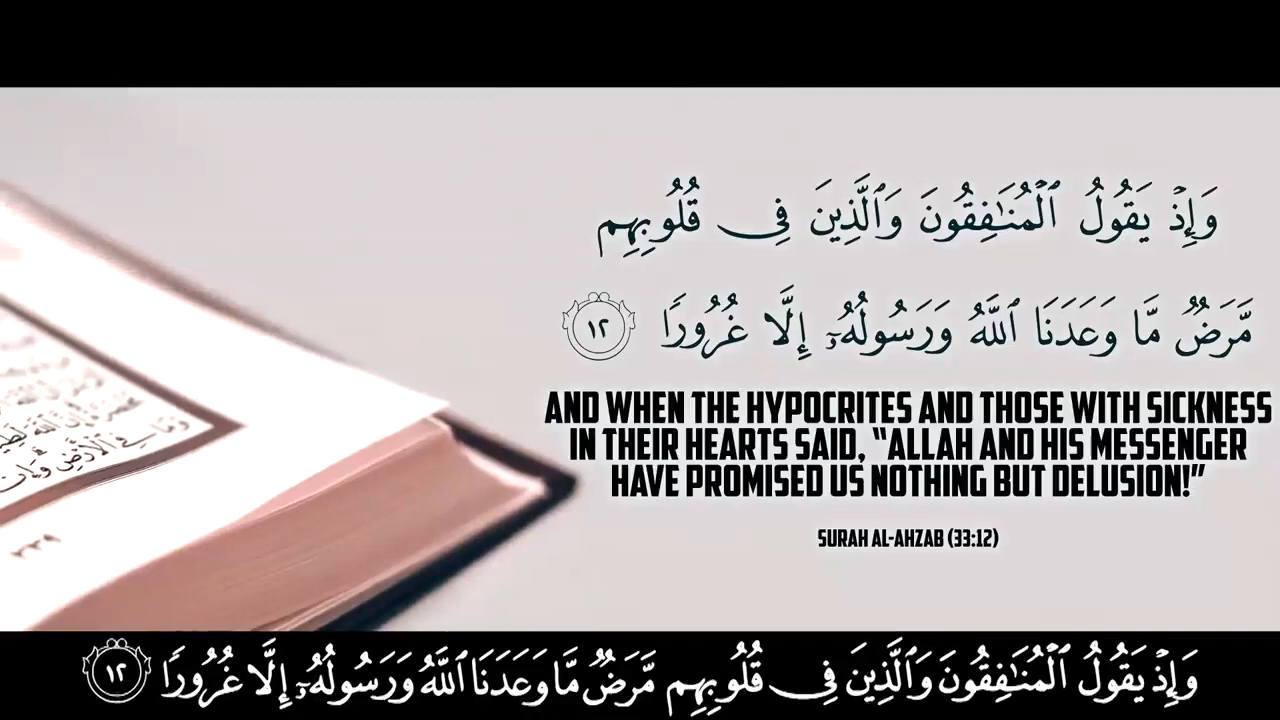 وَإِذۡ يَقُولُ ٱلۡمُنَـٰفِقُونَ وَٱلَّذِينَ فِى قُلُوبِهِم
مَّرَضٌ مَّا وَعَدَنَا ٱللَّهُ وَرَسُولُهُۥۤ إِلَّا غُرُورًا ١٢
AND WHEN THE HYPOCRITES AND THOSE WITH SICKNESS
IN THEIR HEARTS SAID, “ALLAH AND HIS MESSENGER
HAVE PROMISED US NOTHING BUT DELUSION!”
SURAH AL-AHZAB (33:12)
وَمَا فِي الْأَرْضِ
٣٣٩
وَإِذۡ يَقُولُ ٱلۡمُنَـٰفِقُونَ وَٱلَّذِينَ فِى قُلُوبِهِم مَّرَضٌ مَّا وَعَدَنَا ٱللَّهُ وَرَسُولُهُۥۤ إِلَّا غُرُورًا ١٢